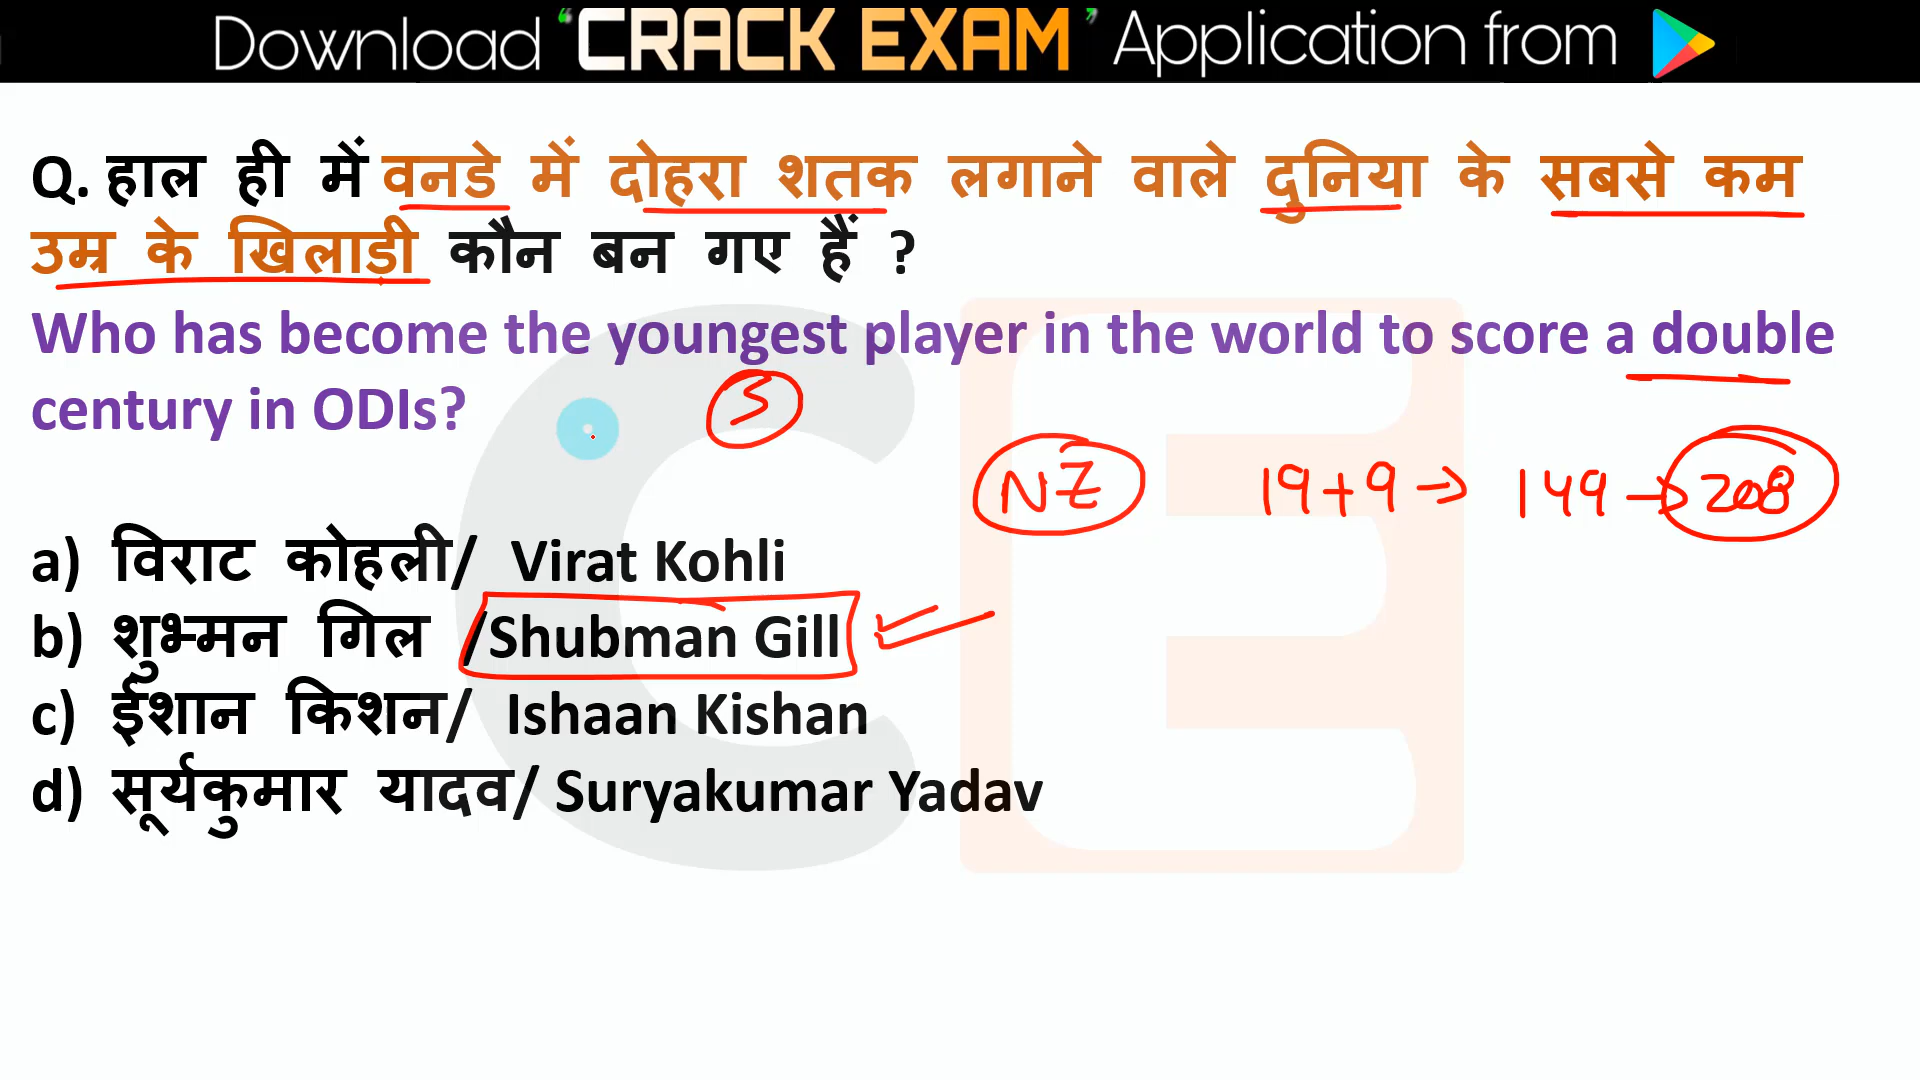 Download "CRACK EXAM" Application from
Q. हाल ही में वनडे में दोहरा शतक लगाने वाले दुनिया के सबसे कम
उम्र के खिलाड़ी कौन बन गए हैं ?
Who has become the youngest player in the world to score a double
century in ODIs?
NZ 19+9→ 149→208
a) विराट कोहली/ Virat Kohli
b) शुभ्मन गिल /Shubman Gill
c) ईशान किशन/ Ishaan Kishan
d) सूर्यकुमार यादव/ Suryakumar Yadav